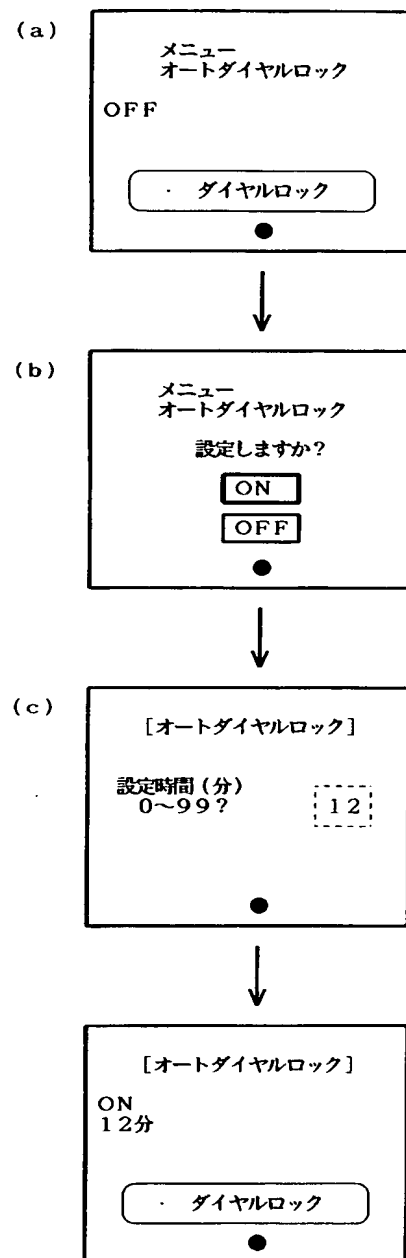 (a)
メニュー
オートダイヤルロック
OFF
・ ダイヤルロック
(b)
メニュー
オートダイヤルロック
設定しますか?
ON
OFF
(c)
[オートダイヤルロック]
設定時間(分)
0~99?
12
[オートダイヤルロック]
ON
12分
・ ダイヤルロック